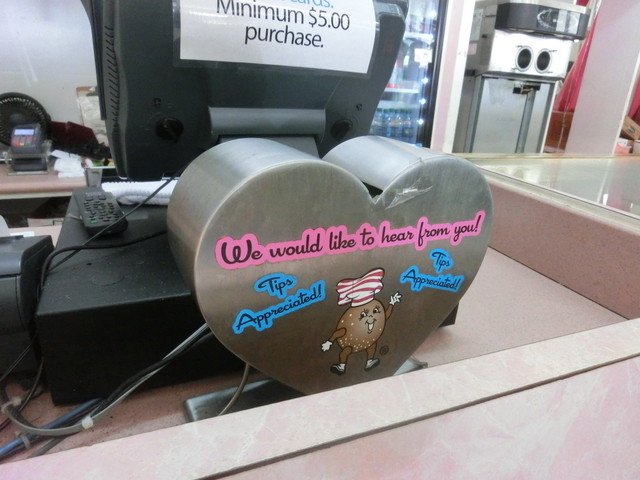 Minimum $5.00
purchase.
We would like to hear from you!
Tips
Appreciated!
Tips
Appreciated!